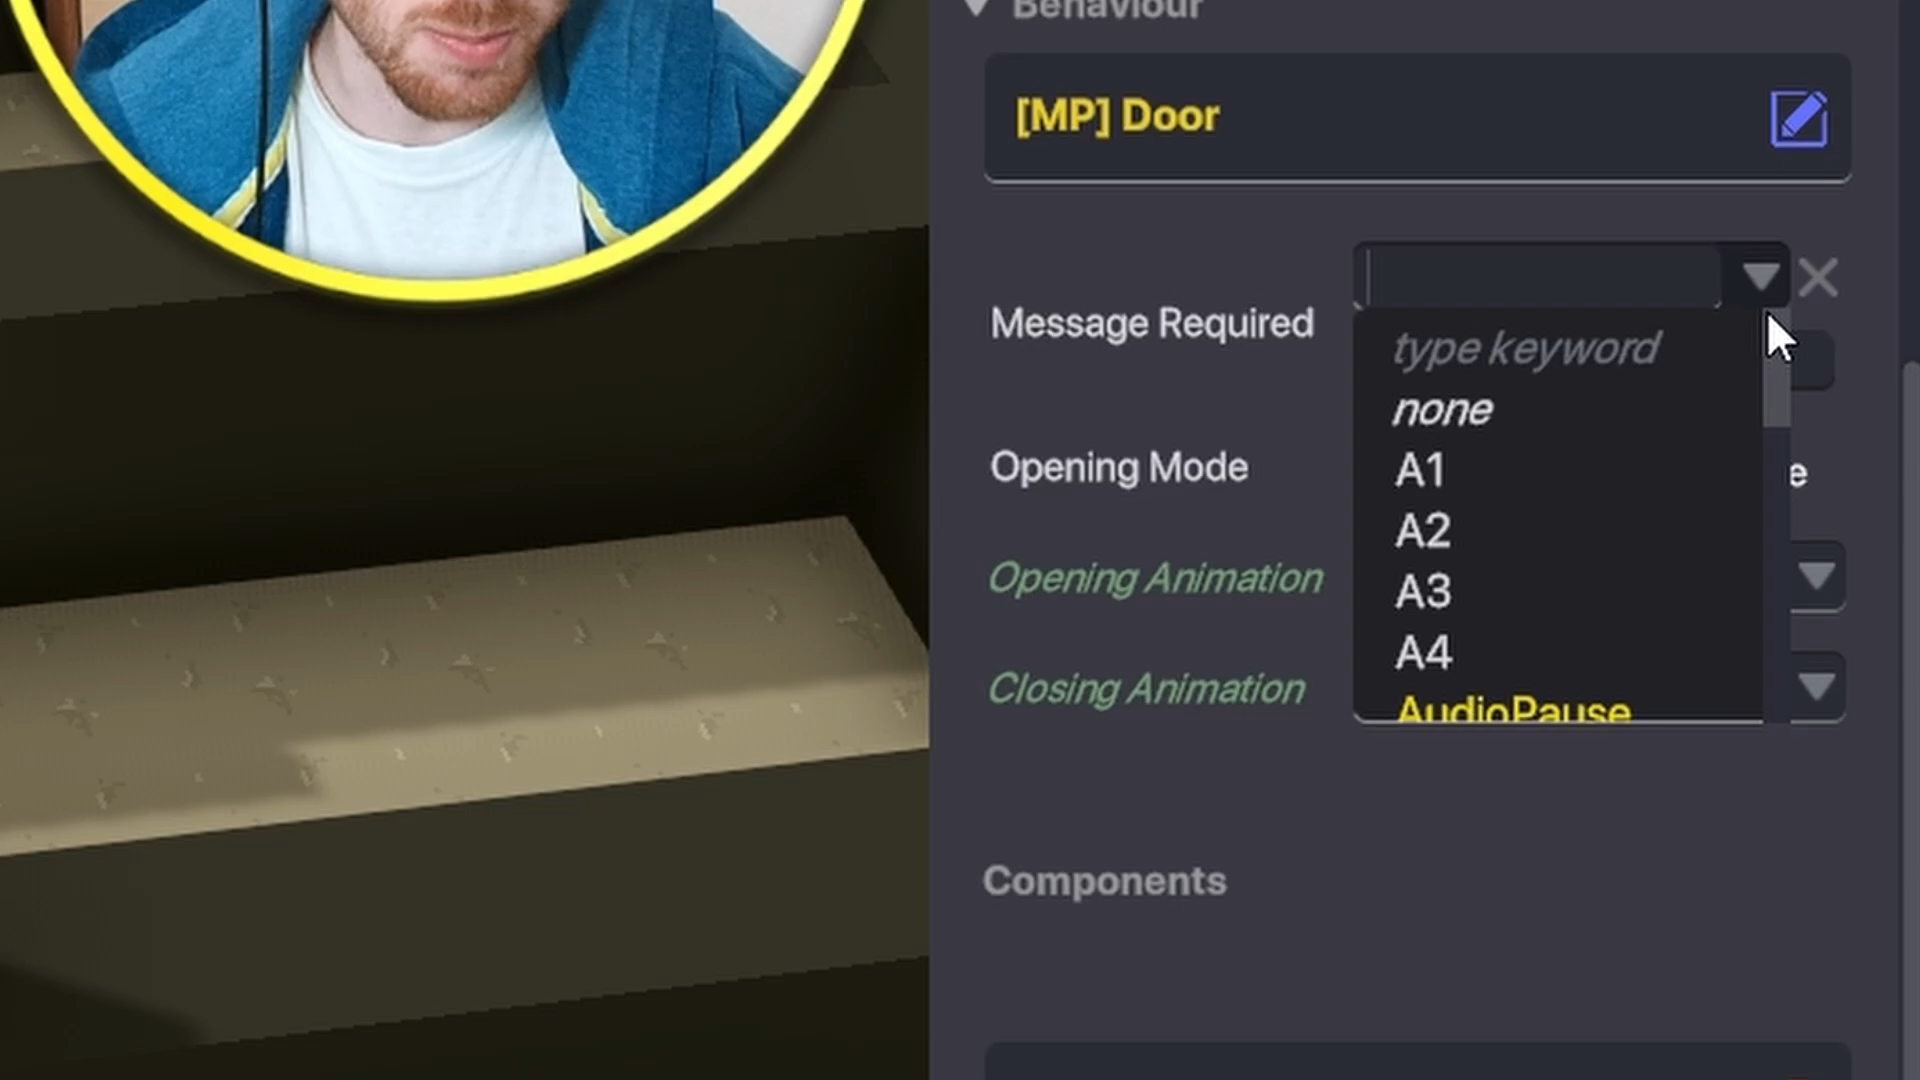 Behaviour
[MP] Door
Message Required
type keyword
none
A1
Opening Mode
e
A2
Opening Animation
A3
A4
Closing Animation
AudioPause
Components